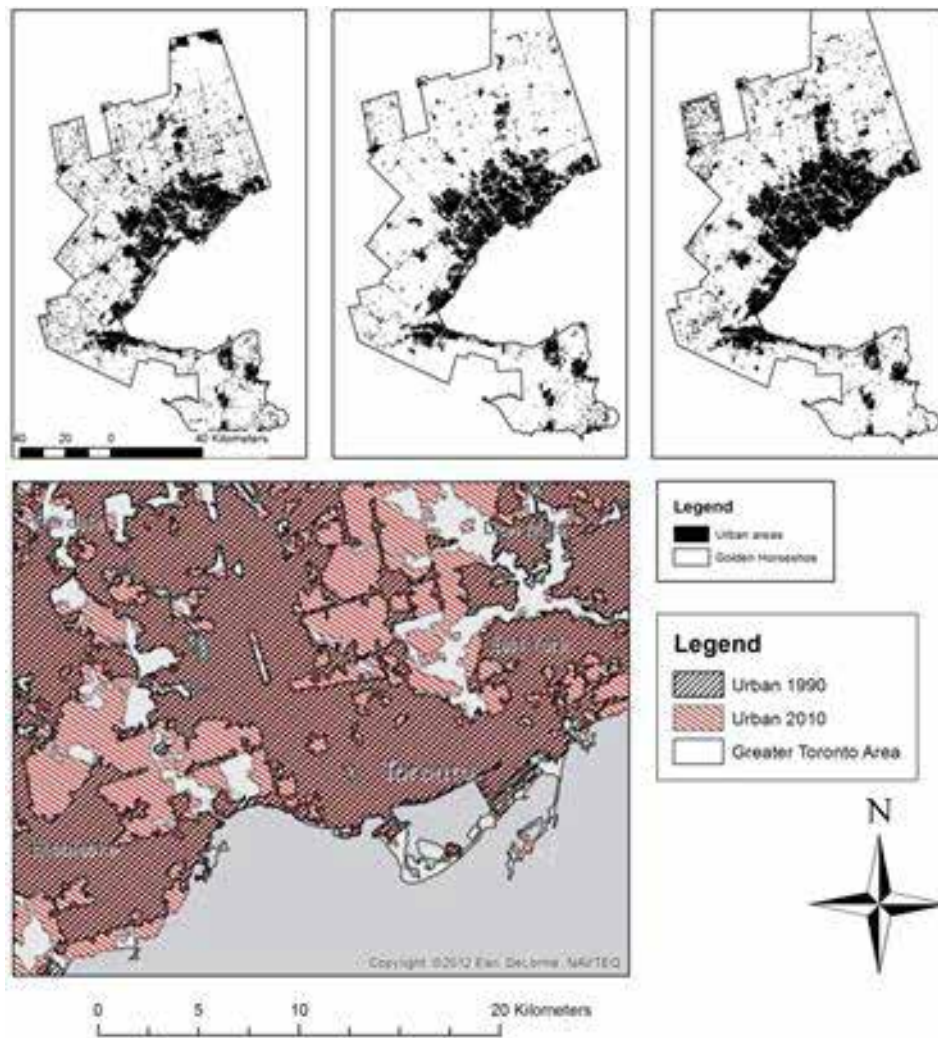 40 20 0 40 Kilometers
Legend
Urban areas
Golden Horseshoe
Legend
Urban 1990
Urban 2010
Greater Toronto Area
Toronto
N
Copyright ©2012 Esri, DeLorme, NAVTEQ
0 5 10 20 Kilometers